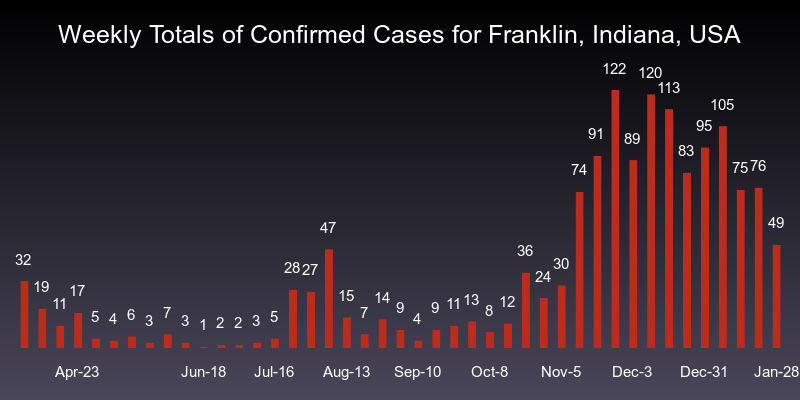 Weekly Totals of Confirmed Cases for Franklin, Indiana, USA
32 19 11 17 5 4 6 3 7 3 1 2 2 3 5 28 27 47 15 7 14 9 4 9 11 13 8 12 36 24 30 74 91 122 89 120 113 83 95 105 75 76 49
Apr-23 Jun-18 Jul-16 Aug-13 Sep-10 Oct-8 Nov-5 Dec-3 Dec-31 Jan-28